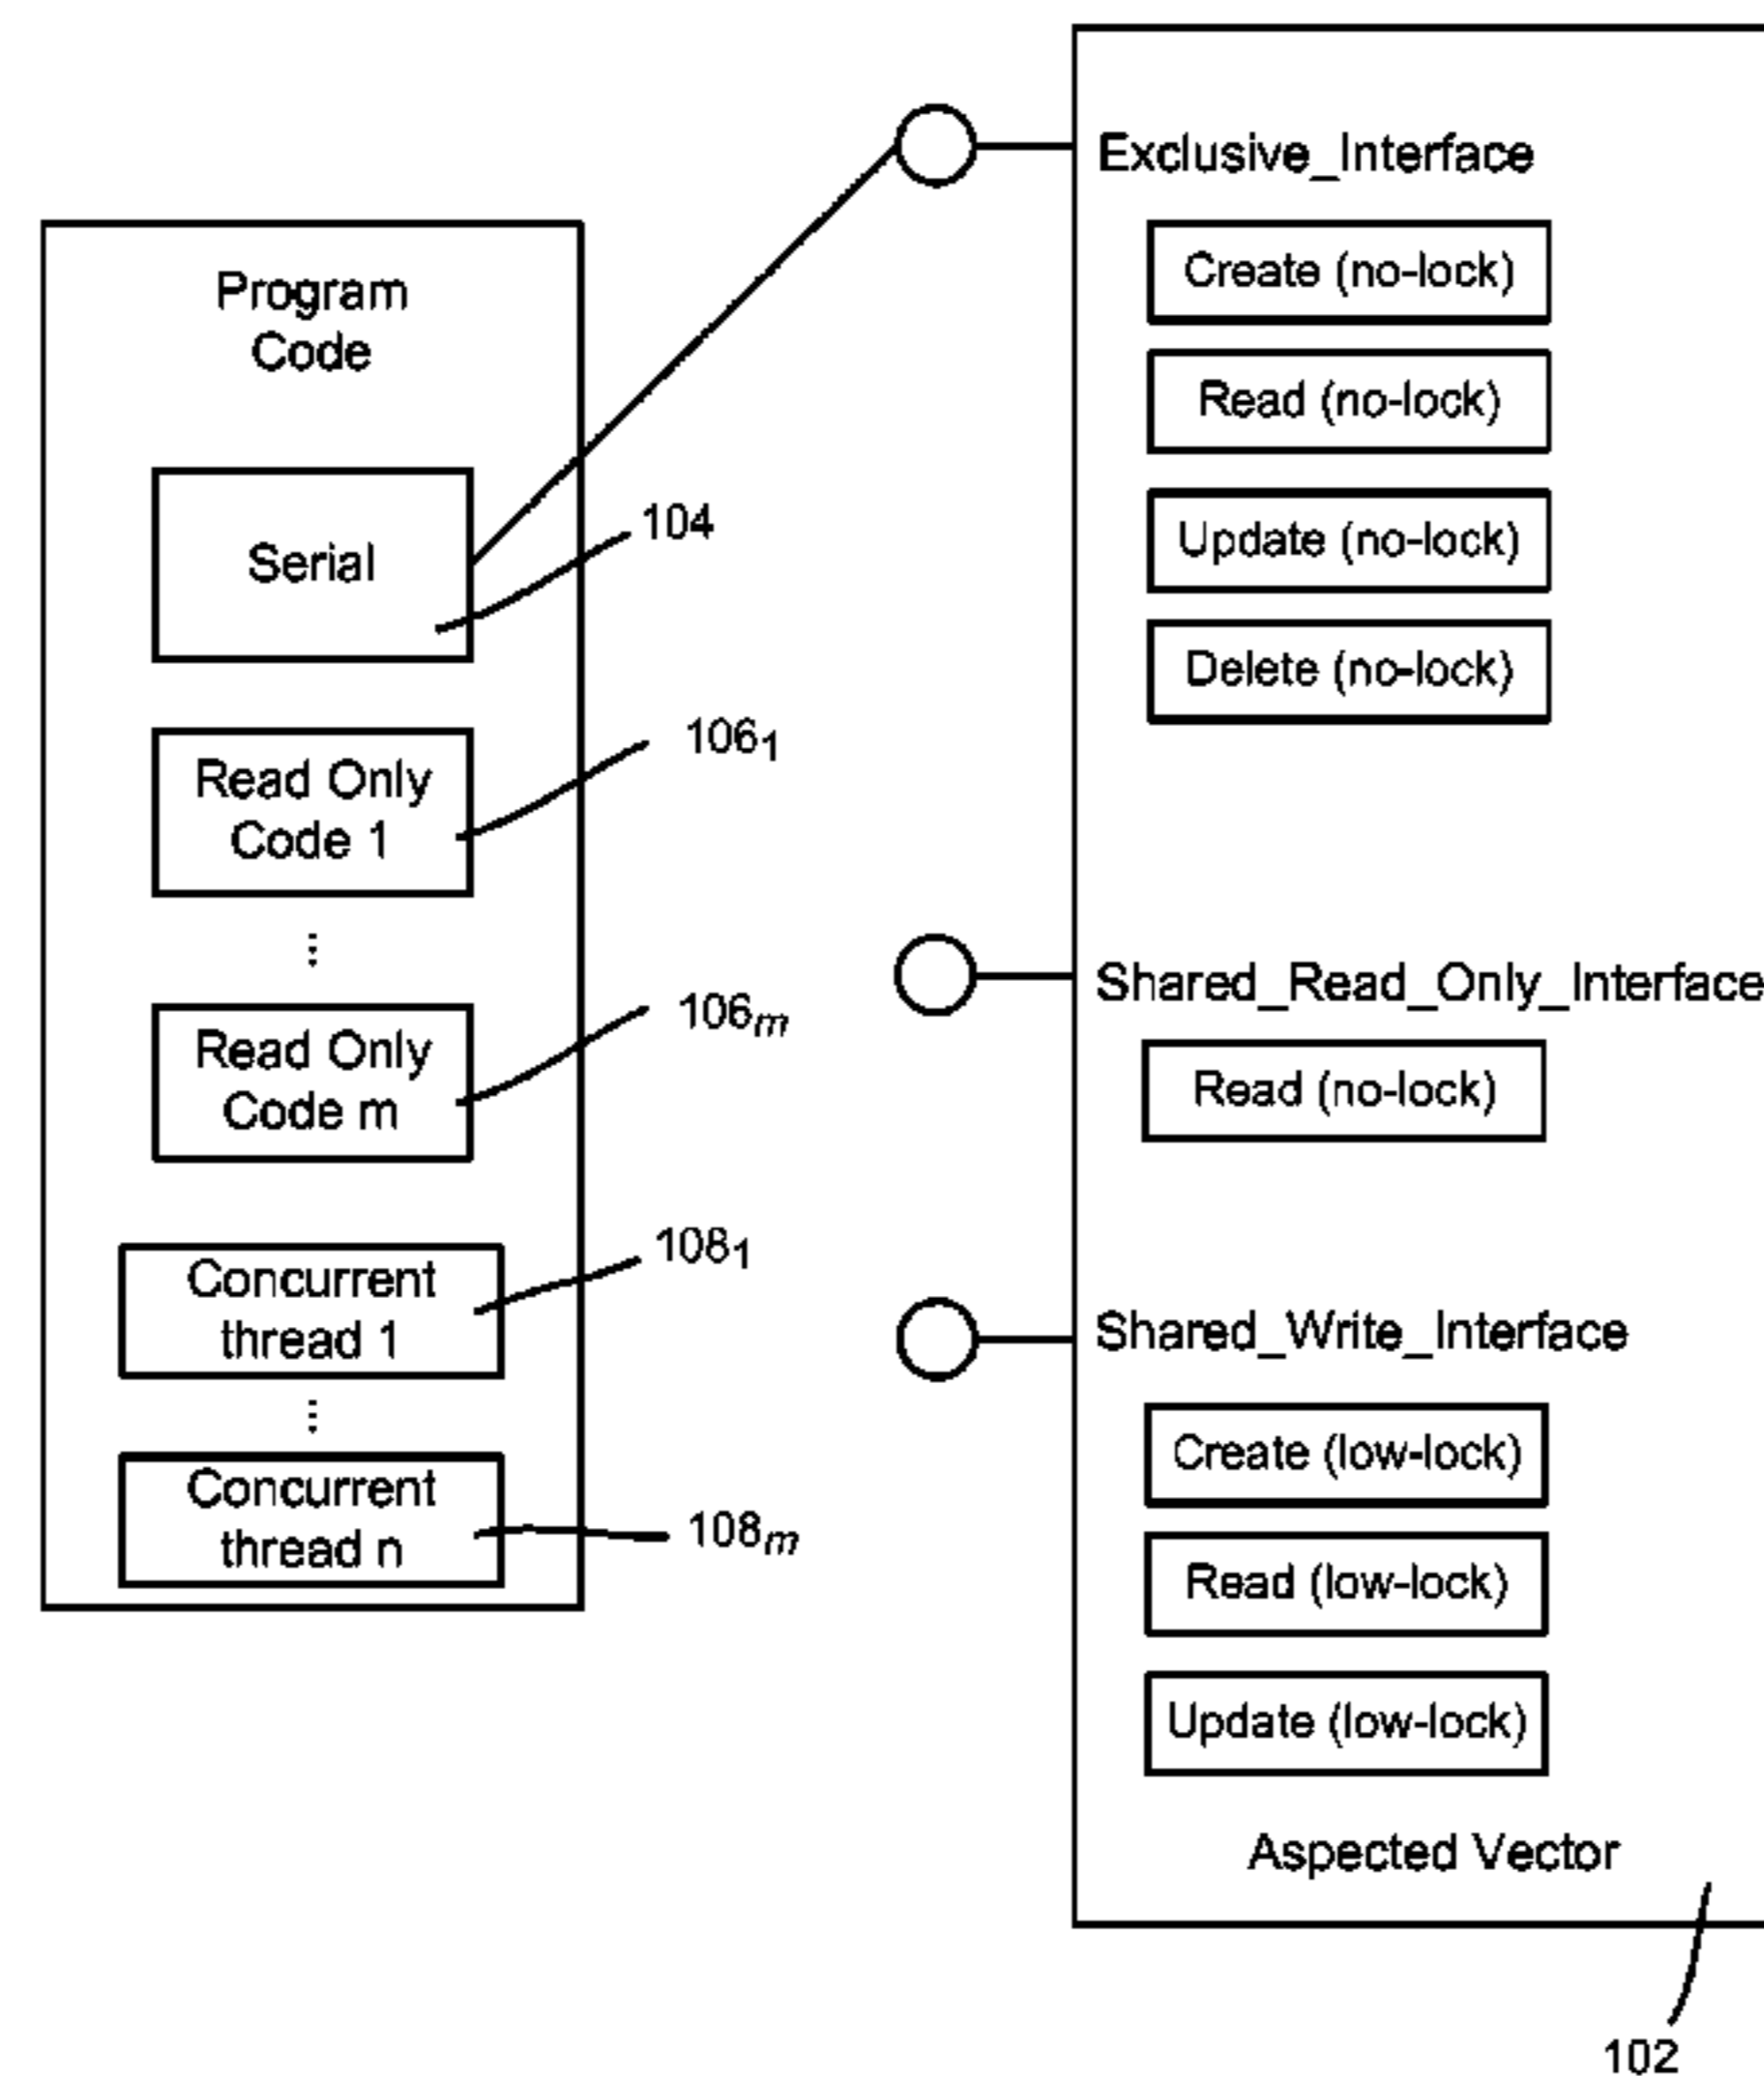 Program
Code
Serial
104
Read Only
Code 1
106₁
⋮
Read Only
Code m
106ₘ
Concurrent
thread 1
108₁
⋮
Concurrent
thread n
108ₘ
Exclusive_Interface
Create (no-lock)
Read (no-lock)
Update (no-lock)
Delete (no-lock)
Shared_Read_Only_Interface
Read (no-lock)
Shared_Write_Interface
Create (low-lock)
Read (low-lock)
Update (low-lock)
Aspected Vector
102